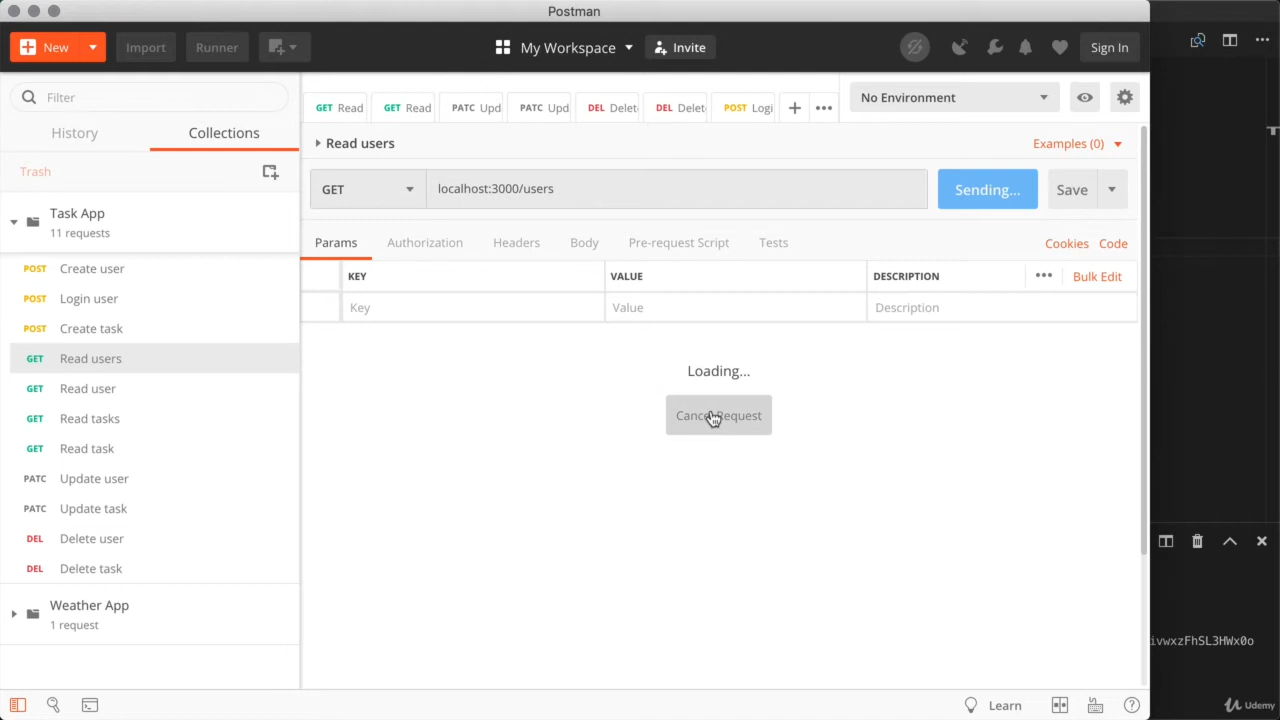 Postman
New
Import
Runner
My Workspace
Invite
Sign In
Filter
History
Collections
Trash
Task App
11 requests
POST Create user
POST Login user
POST Create task
GET Read users
GET Read user
GET Read tasks
GET Read task
PATC Update user
PATC Update task
DEL Delete user
DEL Delete task
Weather App
1 request
GET Read
GET Read
PATC Upd
PATC Upd
DEL Delet
DEL Delet
POST Logi
No Environment
Read users
Examples (0)
GET
localhost:3000/users
Sending...
Save
Params
Authorization
Headers
Body
Pre-request Script
Tests
Cookies
Code
KEY
VALUE
DESCRIPTION
Bulk Edit
Key
Value
Description
Loading...
Cancel Request
ivwxzFhSL3HWx0o
Learn
Udemy